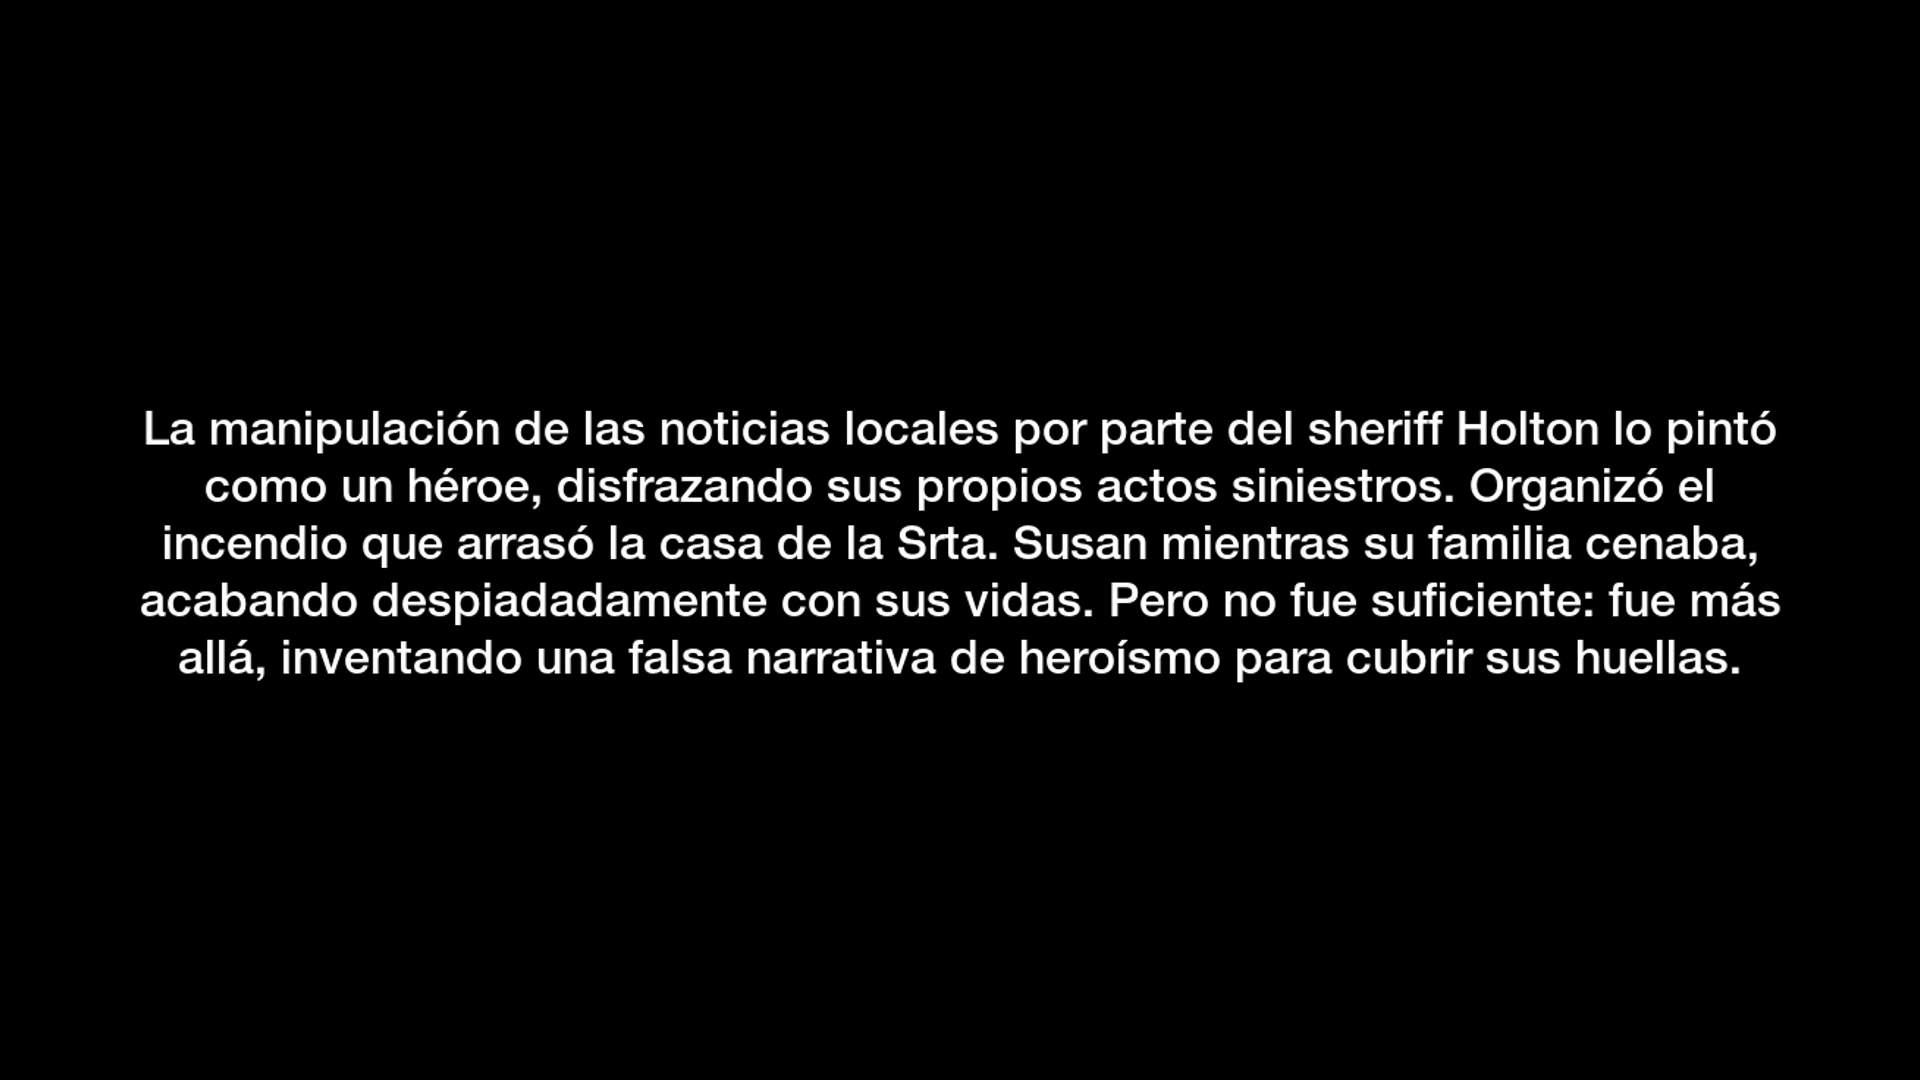 La manipulación de las noticias locales por parte del sheriff Holton lo pintó
como un héroe, disfrazando sus propios actos siniestros. Organizó el
incendio que arrasó la casa de la Srta. Susan mientras su familia cenaba,
acabando despiadadamente con sus vidas. Pero no fue suficiente: fue más
allá, inventando una falsa narrativa de heroísmo para cubrir sus huellas.